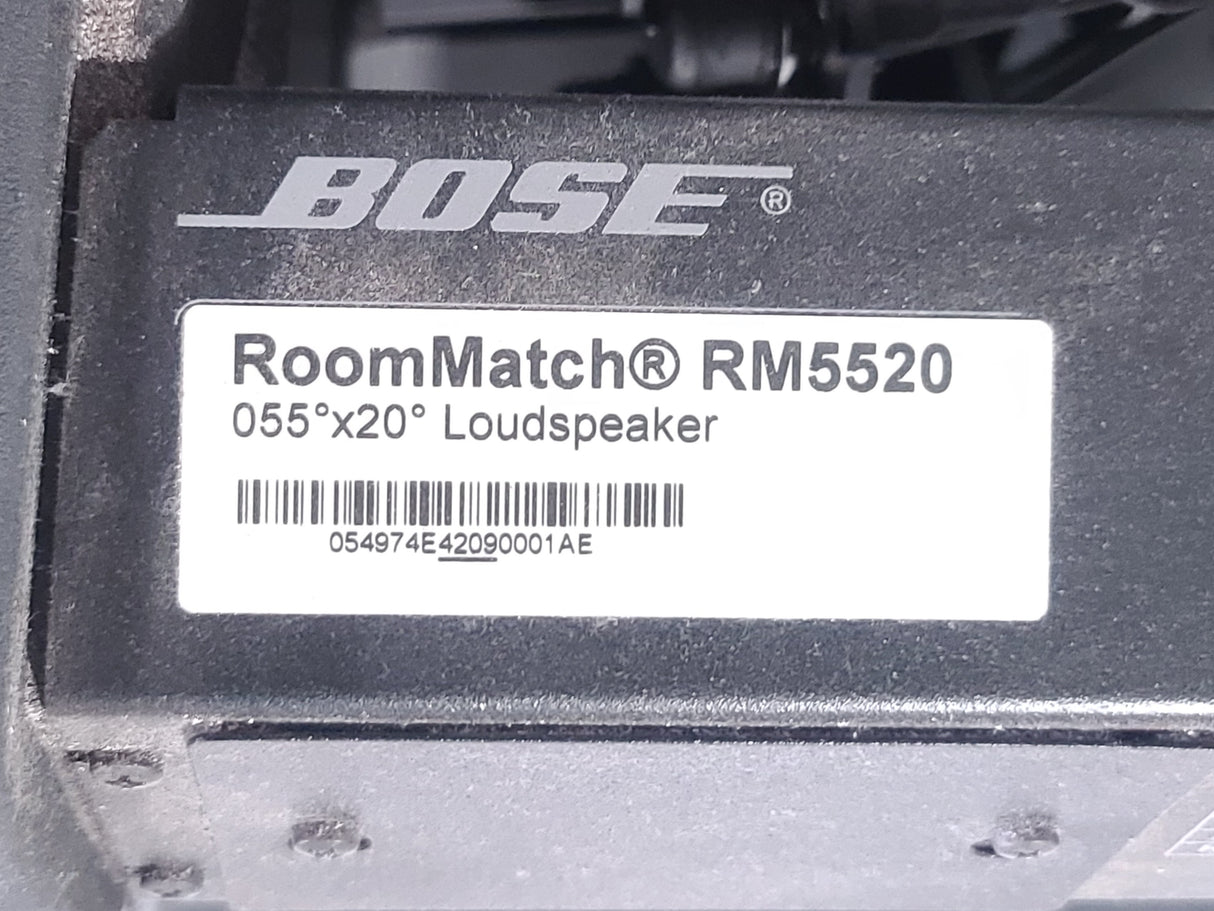 BOSE®
RoomMatch® RM5520
055°x20° Loudspeaker
054974E42090001AE